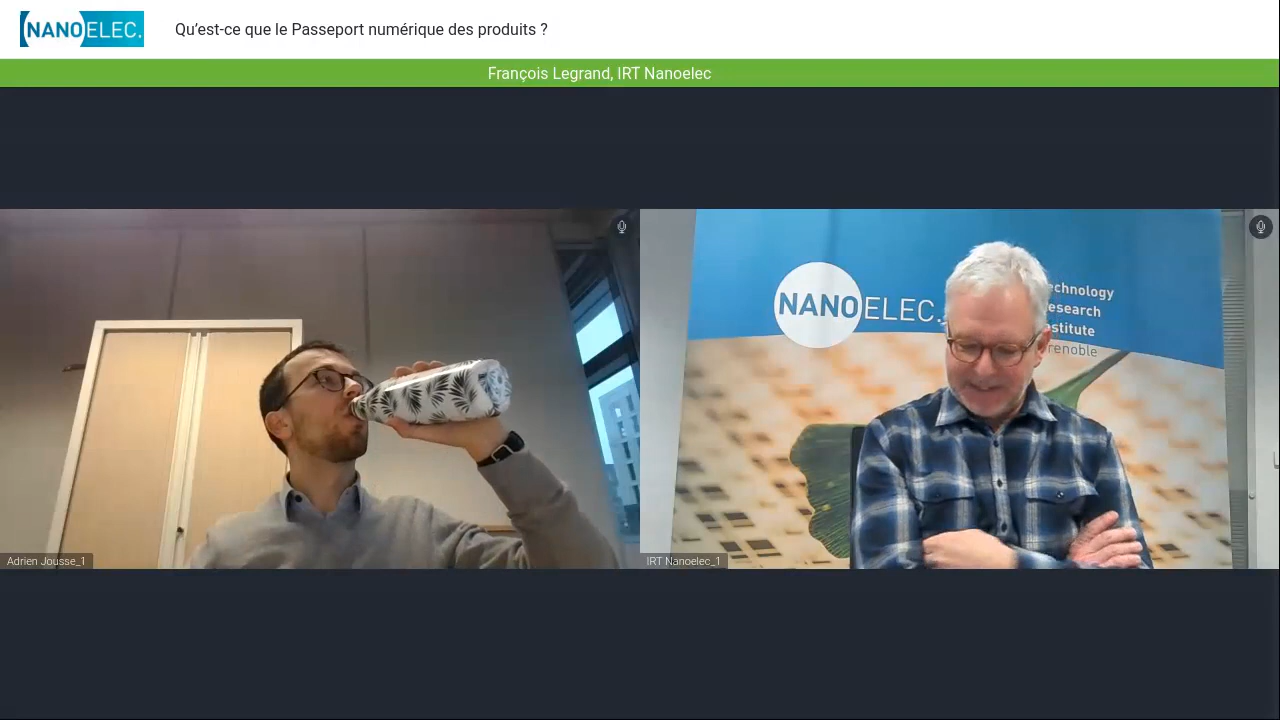 NANOELEC.
Qu’est-ce que le Passeport numérique des produits ?
François Legrand, IRT Nanoelec
NANOELEC.
echnology
esearch
stitute
renoble
Adrien Jousse_1
IRT Nanoelec_1